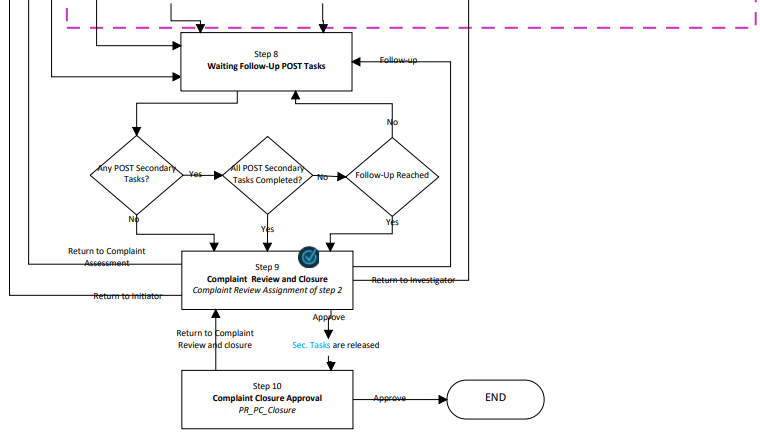 Step 8
Waiting Follow-Up POST Tasks
Follow-up
No
Any POST Secondary
Tasks?
Yes
All POST Secondary
Tasks Completed?
No
Follow-Up Reached
No
Yes
Yes
Return to Complaint
Assessment
Step 9
Complaint Review and Closure
Complaint Review Assignment of step 2
Return to Investigator
Return to Initiator
Approve
Return to Complaint
Review and closure
Sec. Tasks are released
Step 10
Complaint Closure Approval
PR_PC_Closure
Approve
END